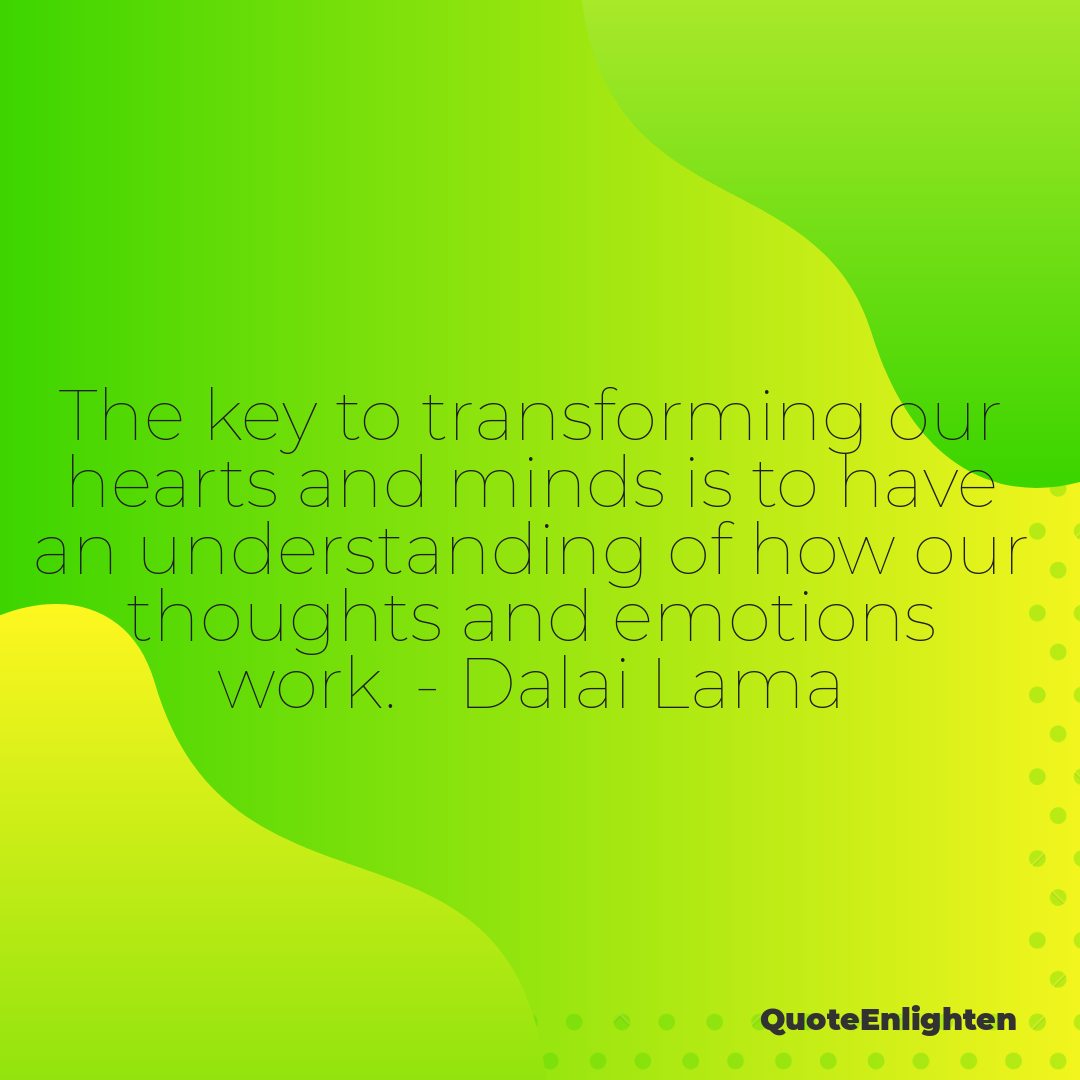 The key to transforming our
hearts and minds is to have
an understanding of how our
thoughts and emotions
work. - Dalai Lama
QuoteEnlighten